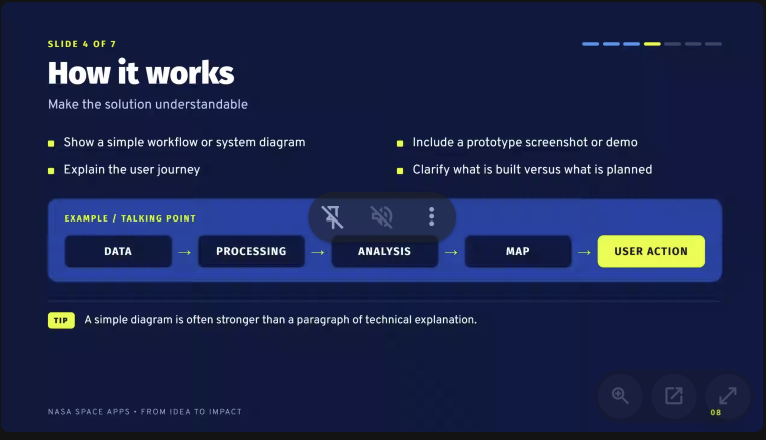 SLIDE 4 OF 7
How it works
Make the solution understandable
Show a simple workflow or system diagram
Explain the user journey
Include a prototype screenshot or demo
Clarify what is built versus what is planned
EXAMPLE / TALKING POINT
DATA → PROCESSING → ANALYSIS → MAP → USER ACTION
TIP A simple diagram is often stronger than a paragraph of technical explanation.
NASA SPACE APPS • FROM IDEA TO IMPACT
08